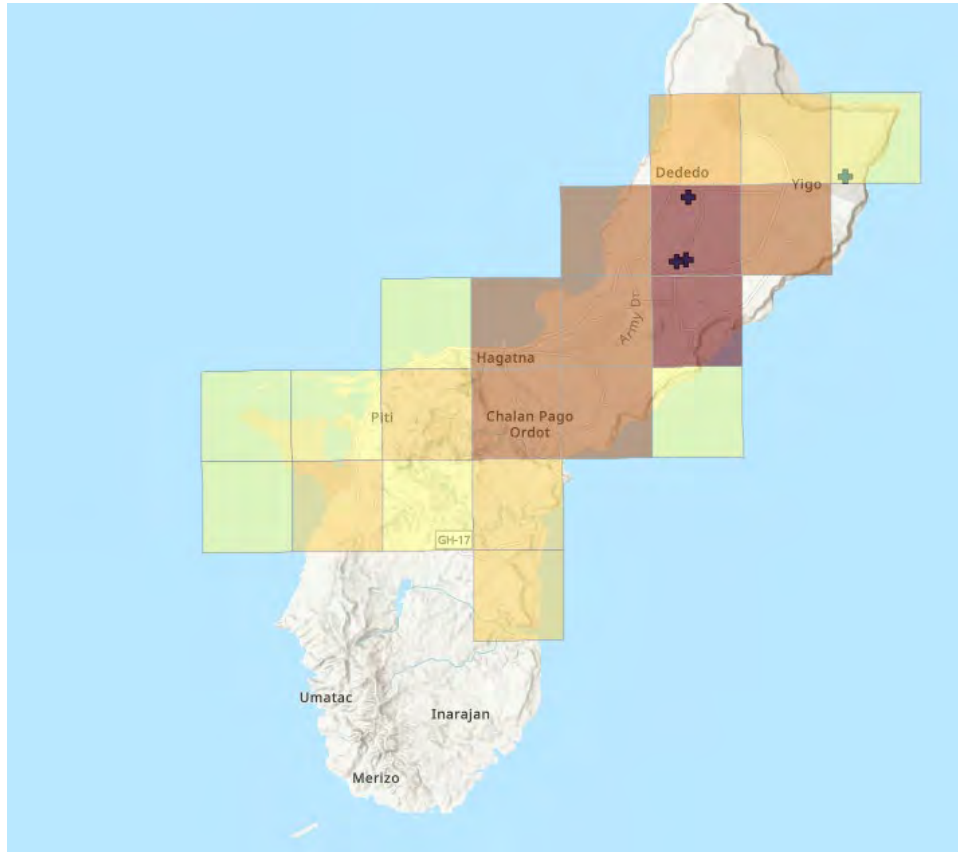 Dededo
Yigo
Army Dr
Hagatna
Piti
Chalan Pago
Ordot
GH-17
Umatac
Inarajan
Merizo